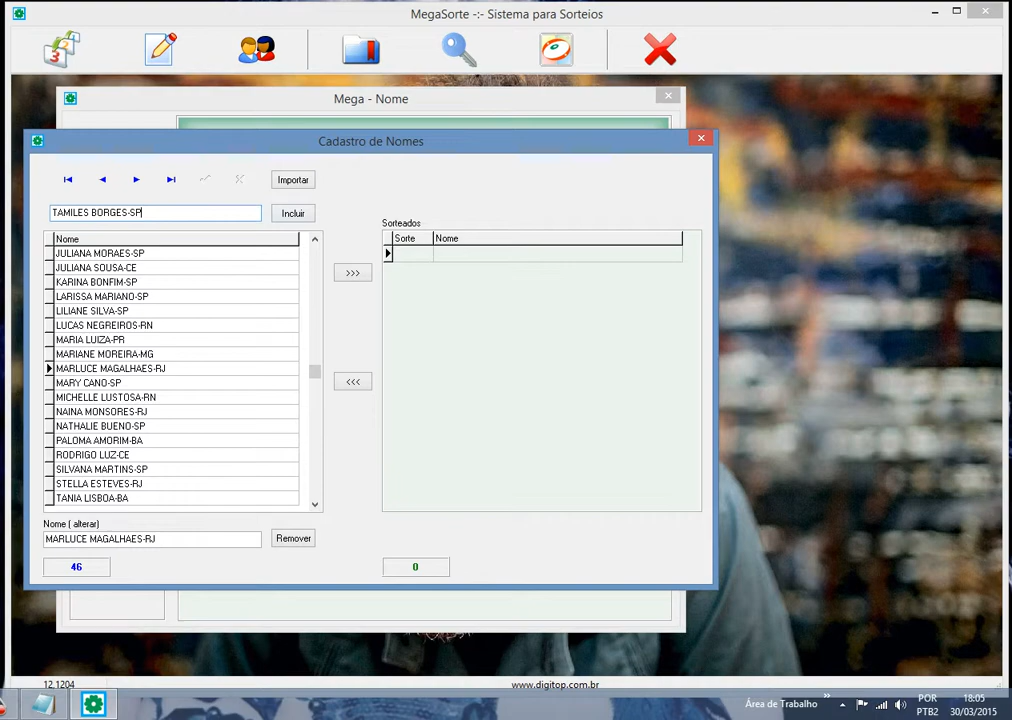 MegaSorte -:- Sistema para Sorteios
Mega - Nome
Cadastro de Nomes
Importar
TAMILES BORGES-SP
Incluir
Nome
JULIANA MORAES-SP
JULIANA SOUSA-CE
KARINA BONFIM-SP
LARISSA MARIANO-SP
LILIANE SILVA-SP
LUCAS NEGREIROS-RN
MARIA LUIZA-PR
MARIANE MOREIRA-MG
MARLUCE MAGALHAES-RJ
MARY CANO-SP
MICHELLE LUSTOSA-RN
NAINA MONSORES-RJ
NATHALIE BUENO-SP
PALOMA AMORIM-BA
RODRIGO LUZ-CE
SILVANA MARTINS-SP
STELLA ESTEVES-RJ
TANIA LISBOA-BA
>>>
<<<
Sorteados
Sorte Nome
Nome ( alterar)
MARLUCE MAGALHAES-RJ
Remover
46
0
12.1204
www.digitop.com.br
Área de Trabalho
POR
PTB2
18:05
30/03/2015